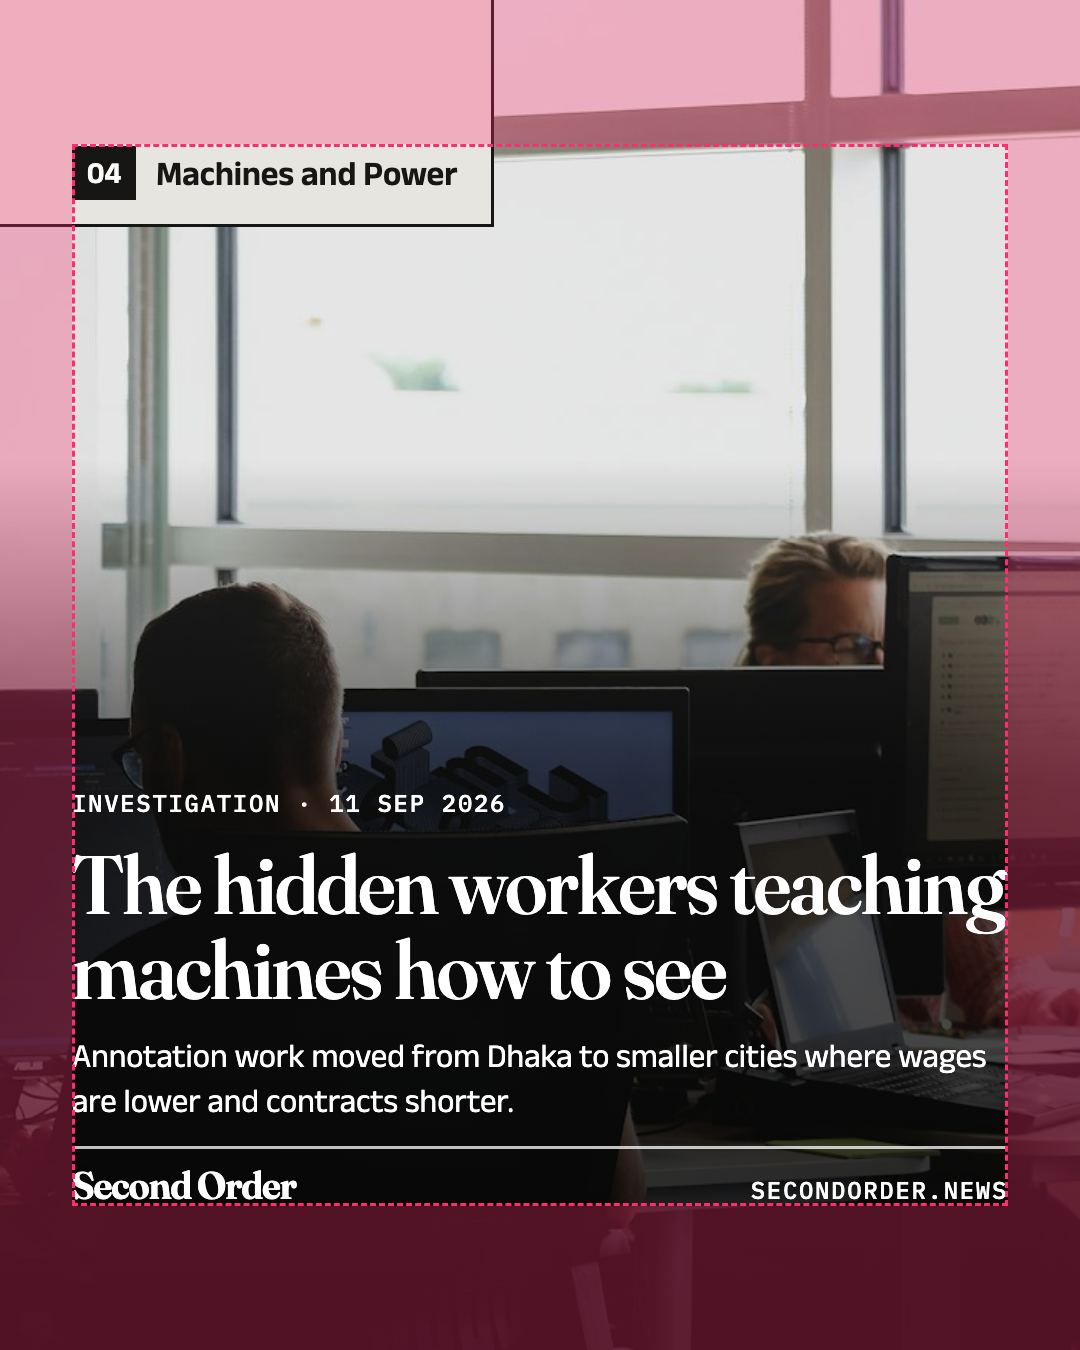 04 Machines and Power
INVESTIGATION · 11 SEP 2026
The hidden workers teaching
machines how to see
Annotation work moved from Dhaka to smaller cities where wages
are lower and contracts shorter.
Second Order
SECONDORDER.NEWS